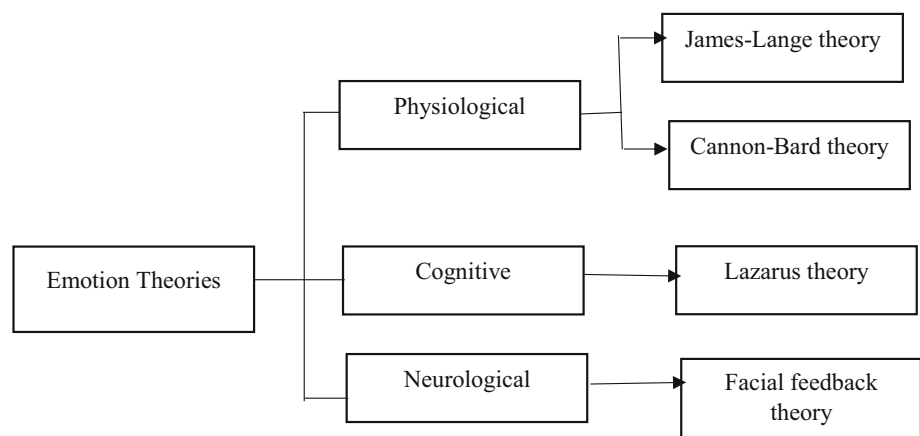 James-Lange theory
Physiological
Cannon-Bard theory
Emotion Theories
Cognitive
Lazarus theory
Neurological
Facial feedback
theory